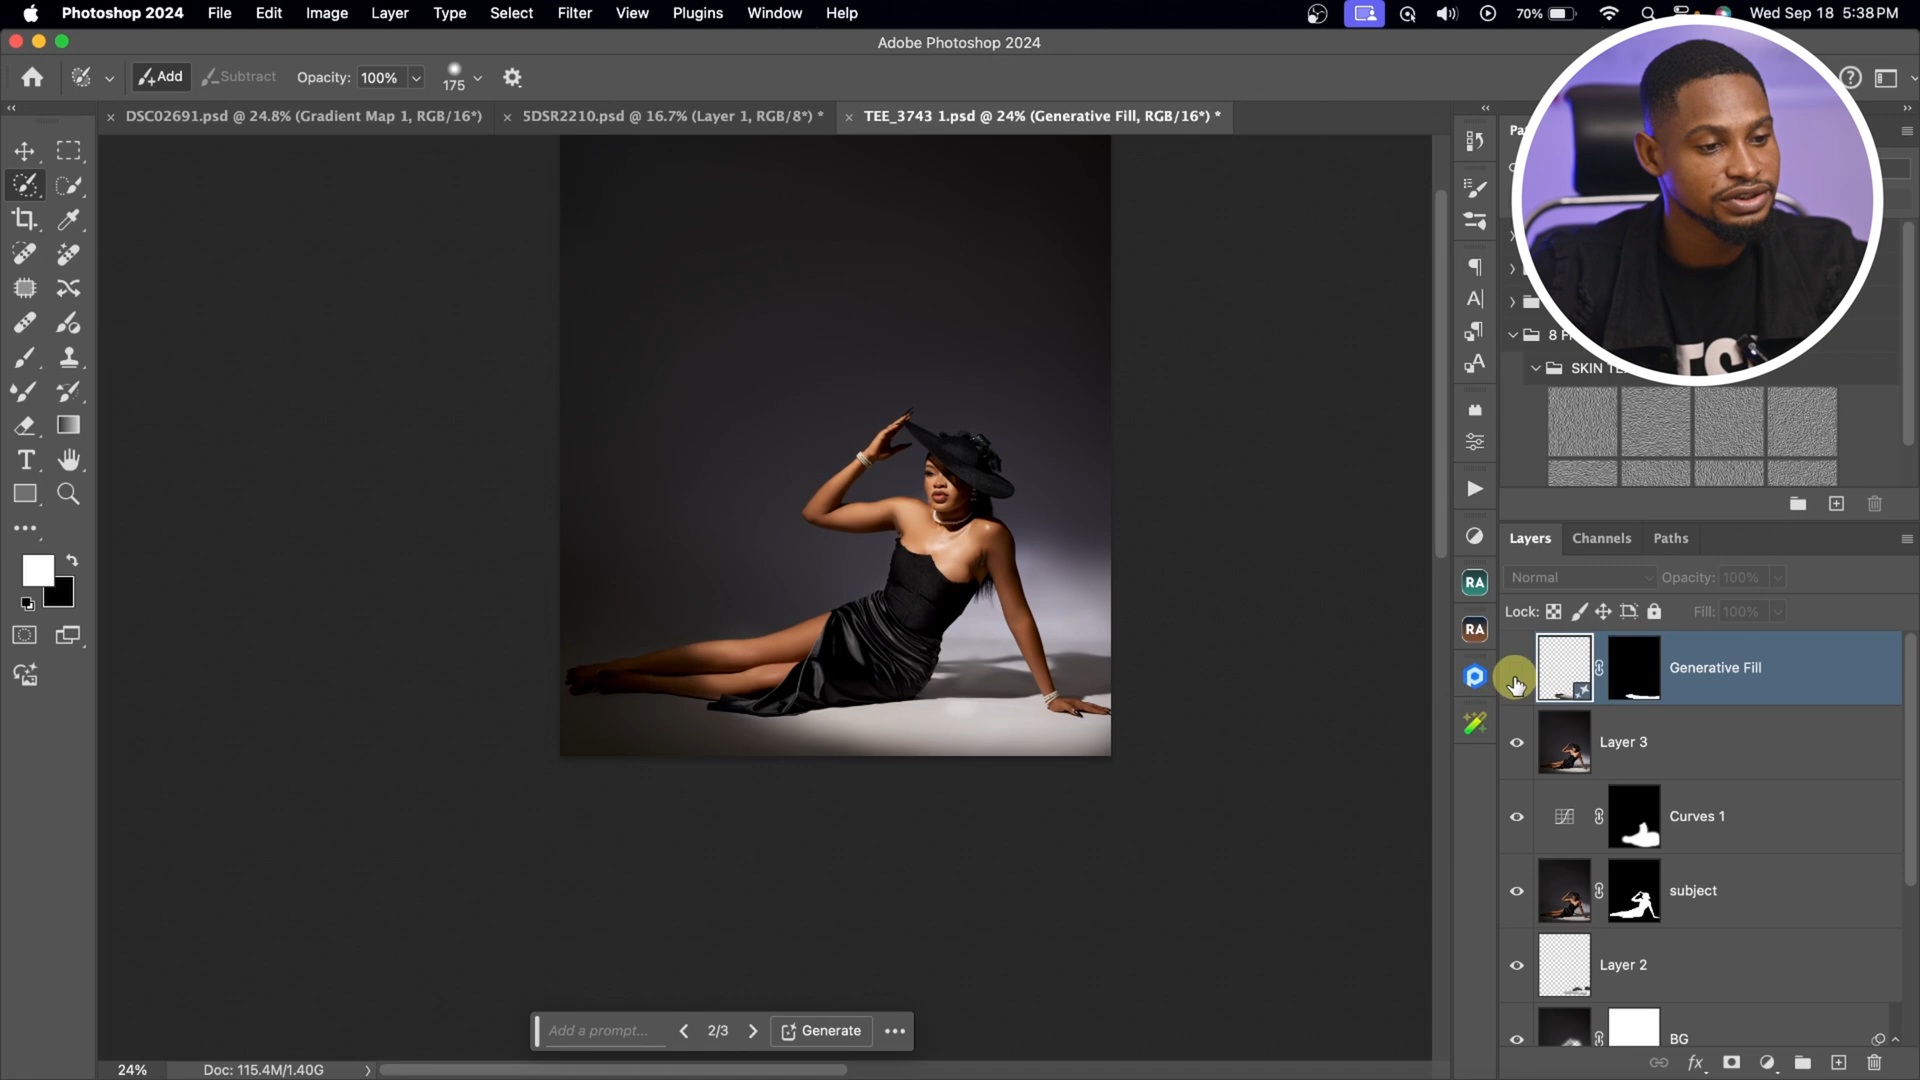 Photoshop 2024 File Edit Image Layer Type Select Filter View Plugins Window Help 70% Wed Sep 18 5:38 PM
Adobe Photoshop 2024
Add Subtract Opacity: 100% 175
DSC02691.psd @ 24.8% (Gradient Map 1, RGB/16*) 5DSR2210.psd @ 16.7% (Layer 1, RGB/8*) * TEE_3743 1.psd @ 24% (Generative Fill, RGB/16*) *
8 F
SKIN TE
Layers Channels Paths
Normal Opacity: 100%
Lock: Fill: 100%
RA
RA
Generative Fill
Layer 3
Curves 1
subject
Layer 2
BG
Add a prompt... 2/3 Generate
24% Doc: 115.4M/1.40G